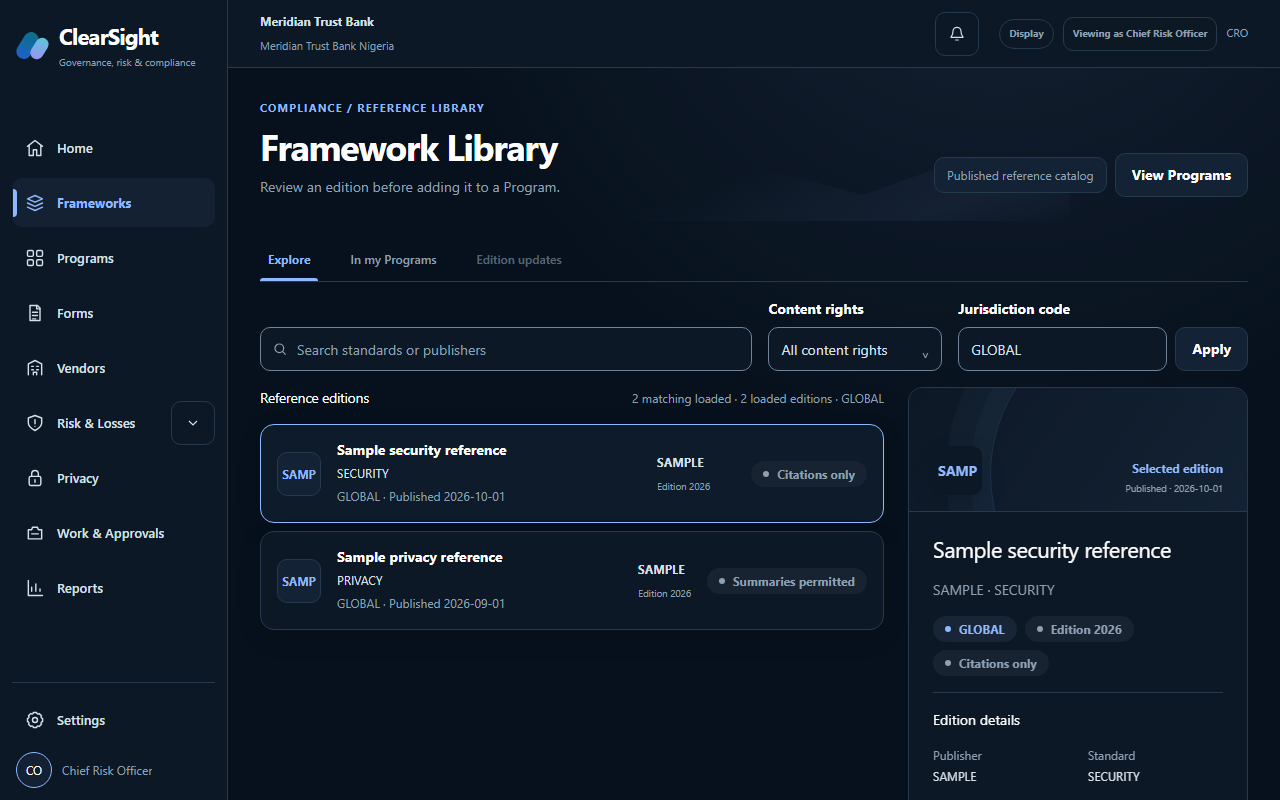 ClearSight
Governance, risk & compliance
Home
Frameworks
Programs
Forms
Vendors
Risk & Losses
Privacy
Work & Approvals
Reports
Settings
CO
Chief Risk Officer
Meridian Trust Bank
Meridian Trust Bank Nigeria
Display
Viewing as Chief Risk Officer
CRO
COMPLIANCE / REFERENCE LIBRARY
Framework Library
Review an edition before adding it to a Program.
Published reference catalog
View Programs
Explore
In my Programs
Edition updates
Content rights
Jurisdiction code
Search standards or publishers
All content rights
GLOBAL
Apply
Reference editions
2 matching loaded · 2 loaded editions · GLOBAL
SAMP
Sample security reference
SECURITY
GLOBAL · Published 2026-10-01
SAMPLE
Edition 2026
Citations only
SAMP
Sample privacy reference
PRIVACY
GLOBAL · Published 2026-09-01
SAMPLE
Edition 2026
Summaries permitted
SAMP
Selected edition
Published · 2026-10-01
Sample security reference
SAMPLE · SECURITY
GLOBAL
Edition 2026
Citations only
Edition details
Publisher
Standard
SAMPLE
SECURITY